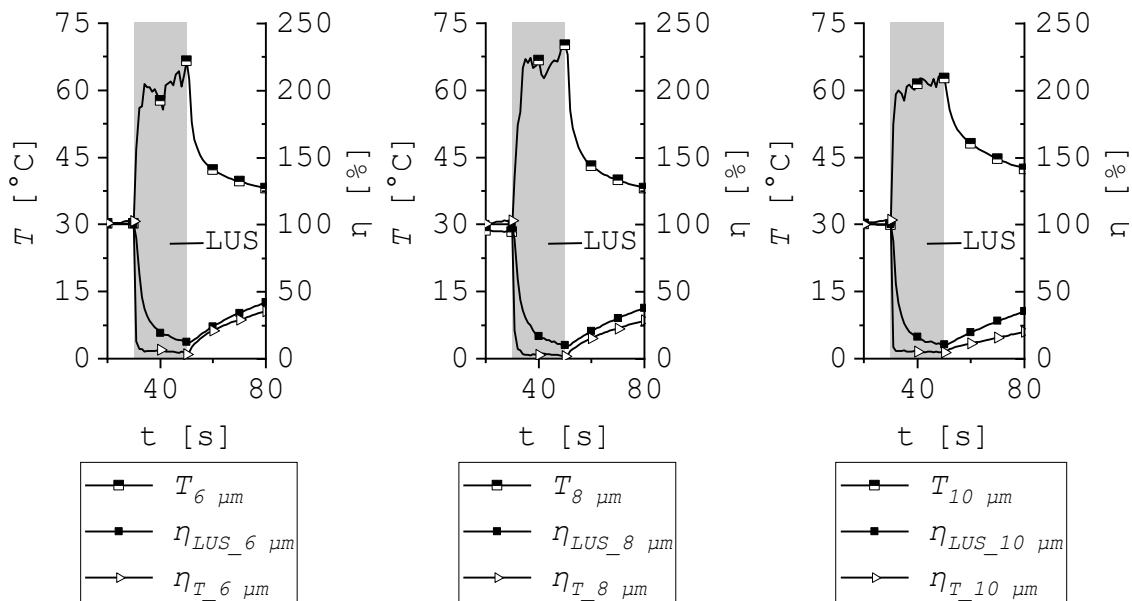 75 250 75 250 75 250
60 200 60 200 60 200
45 150 45 150 45 150
30 100 30 100 30 100
15 50 15 50 15 50
0 0 0 0 0 0
T [°C] η [%] T [°C] η [%] T [°C] η [%]
LUS LUS LUS
40 60 80 40 60 80 40 60 80
t [s] t [s] t [s]
T6 µm T8 µm T10 µm
ηLUS_6 µm ηLUS_8 µm ηLUS_10 µm
ηT_6 µm ηT_8 µm ηT_10 µm